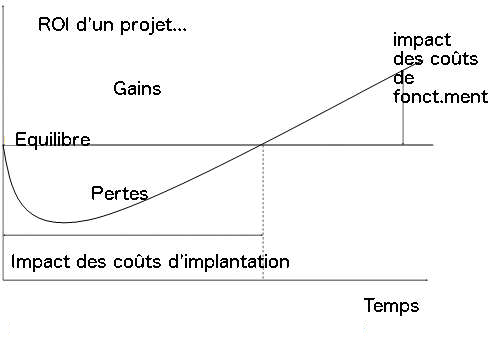 ROI d'un projet...
impact
des coûts
de
fonct.ment
Gains
Equilibre
Pertes
Impact des coûts d'implantation
Temps